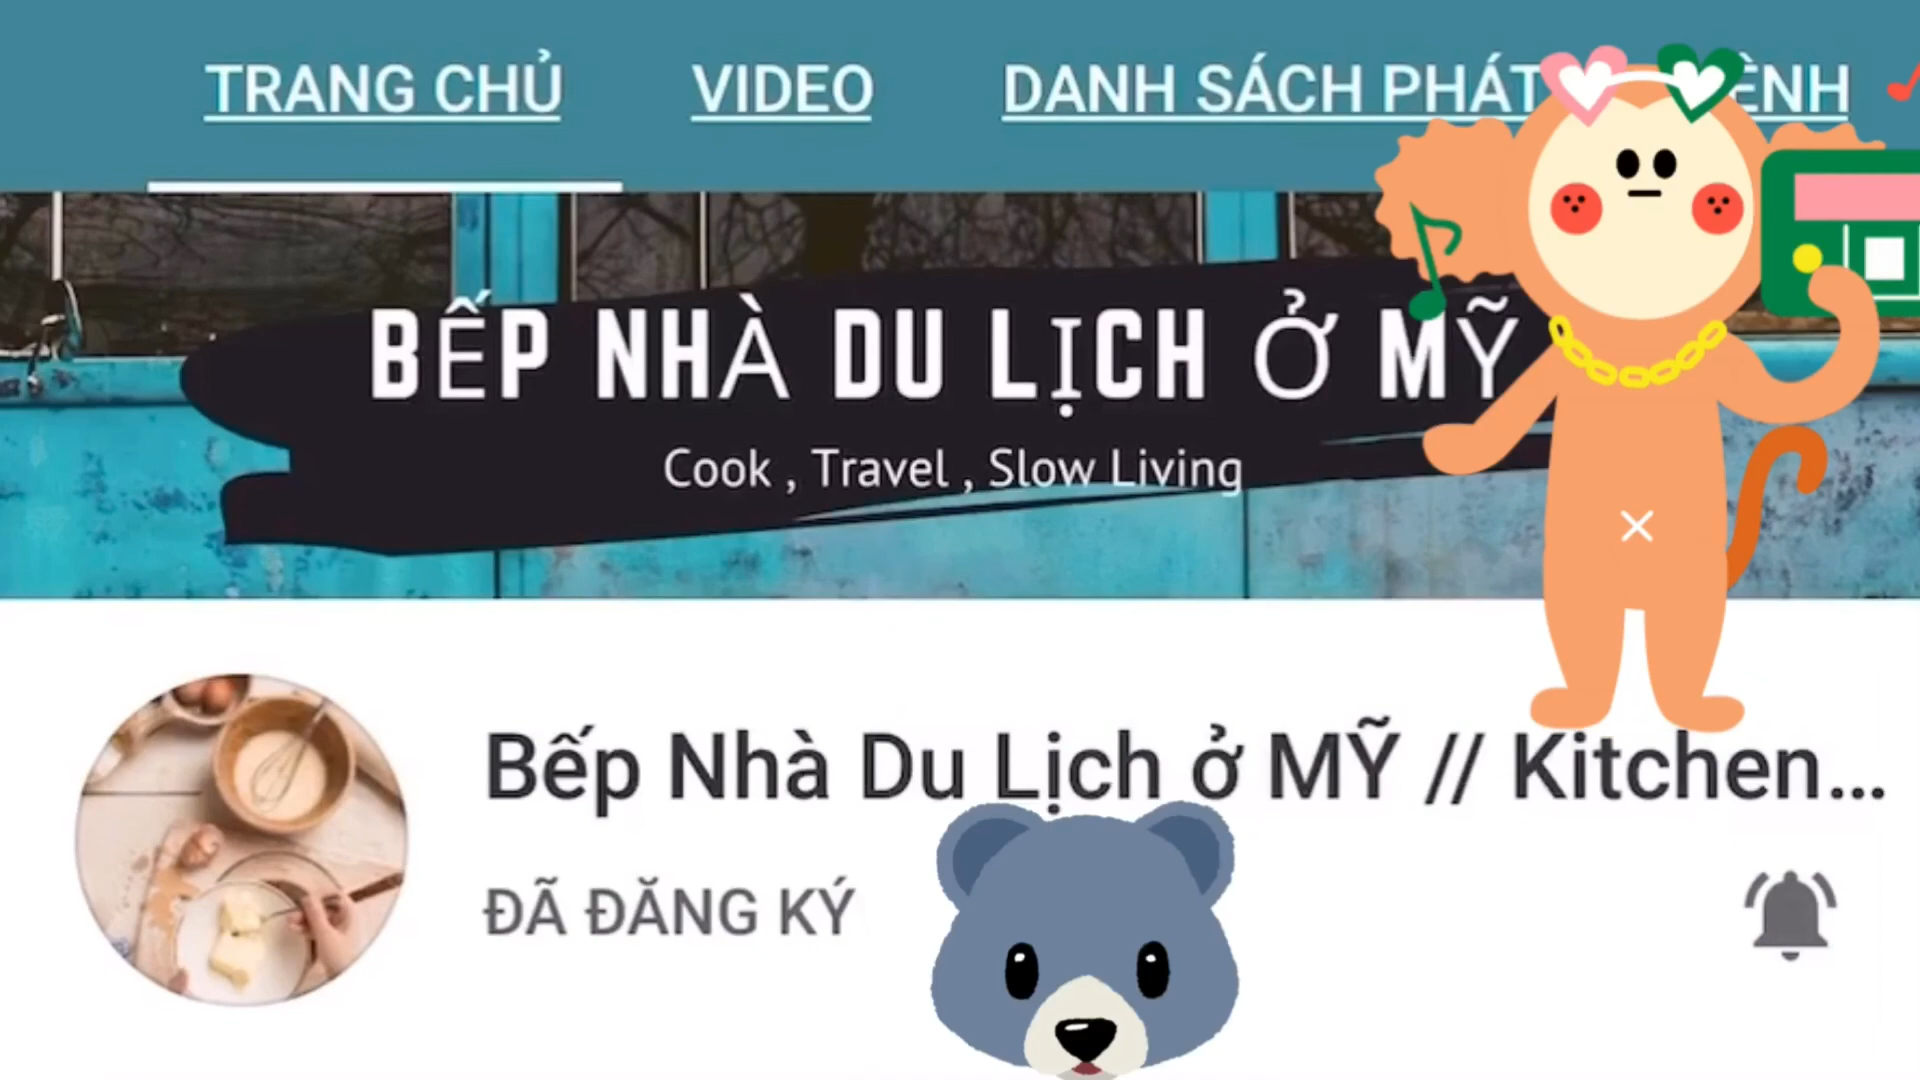 TRANG CHỦ VIDEO DANH SÁCH PHÁT
BẾP NHÀ DU LỊCH Ở MỸ
Cook , Travel , Slow Living
Bếp Nhà Du Lịch ở MỸ // Kitchen...
ĐÃ ĐĂNG KÝ